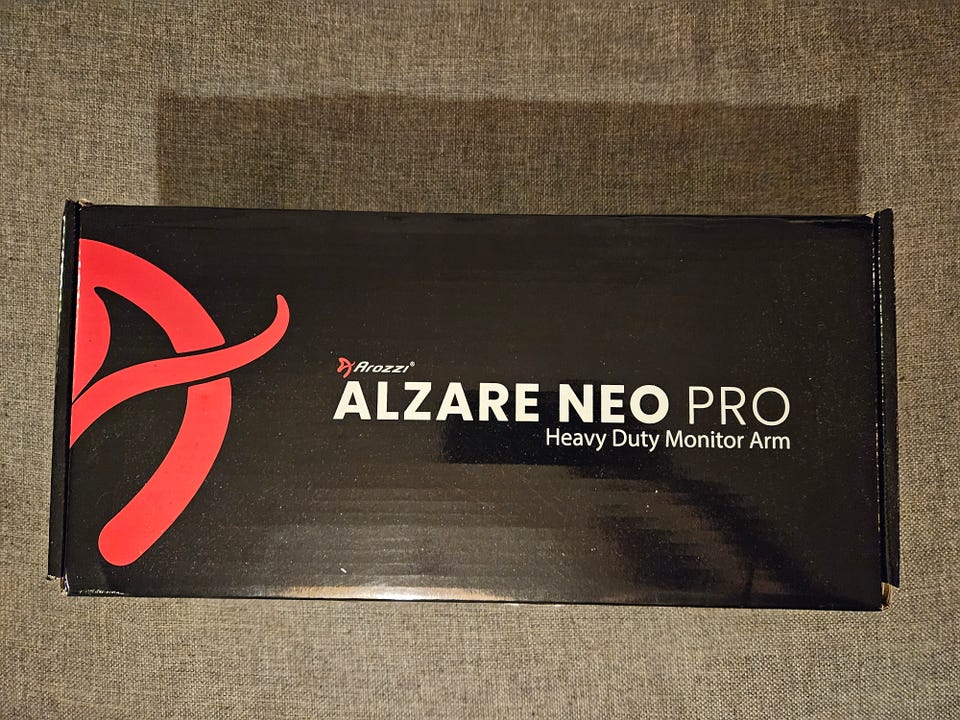 Arozzi®
ALZARE NEO PRO
Heavy Duty Monitor Arm